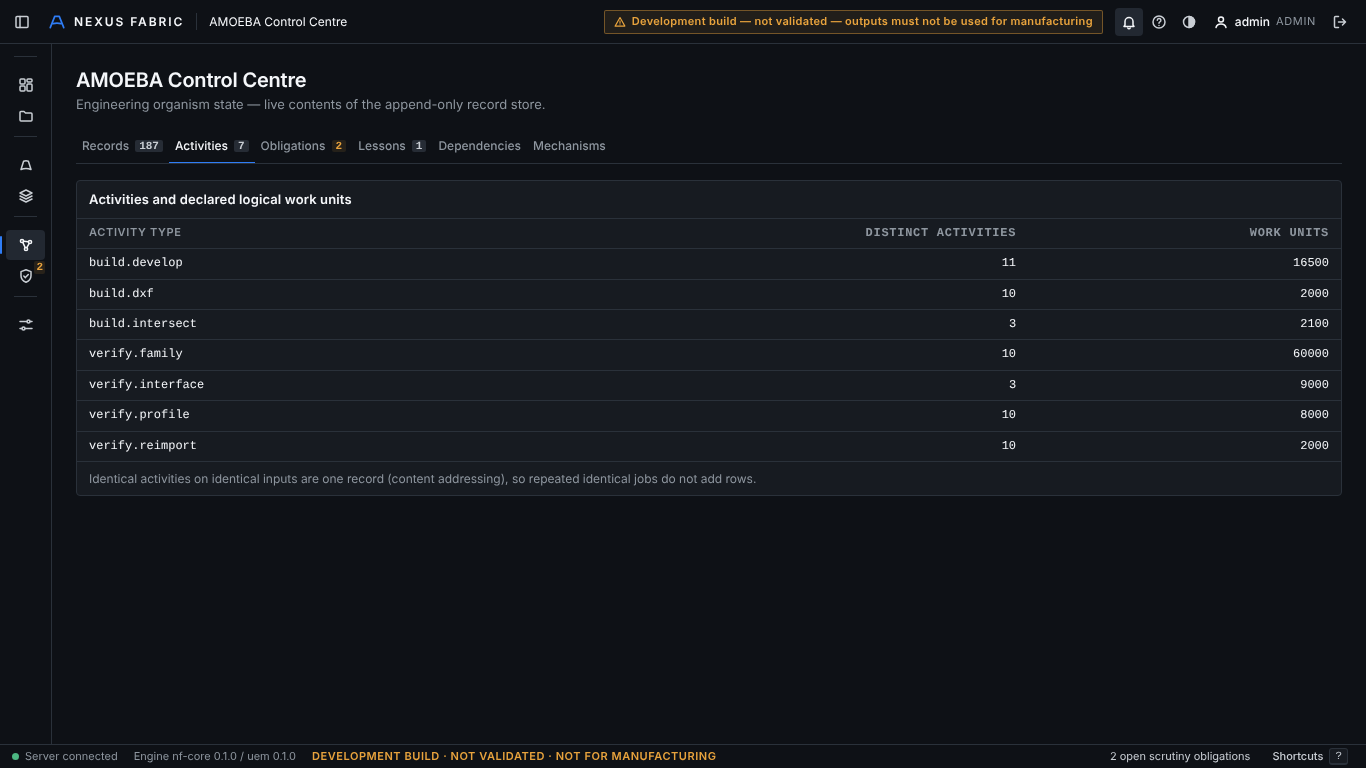 NEXUS FABRIC AMOEBA Control Centre Development build — not validated — outputs must not be used for manufacturing admin ADMIN
AMOEBA Control Centre
Engineering organism state — live contents of the append-only record store.
Records 187 Activities 7 Obligations 2 Lessons 1 Dependencies Mechanisms
Activities and declared logical work units
ACTIVITY TYPE DISTINCT ACTIVITIES WORK UNITS
build.develop 11 16500
2
build.dxf 10 2000
build.intersect 3 2100
verify.family 10 60000
verify.interface 3 9000
verify.profile 10 8000
verify.reimport 10 2000
Identical activities on identical inputs are one record (content addressing), so repeated identical jobs do not add rows.
Server connected Engine nf-core 0.1.0 / uem 0.1.0 DEVELOPMENT BUILD · NOT VALIDATED · NOT FOR MANUFACTURING 2 open scrutiny obligations Shortcuts ?